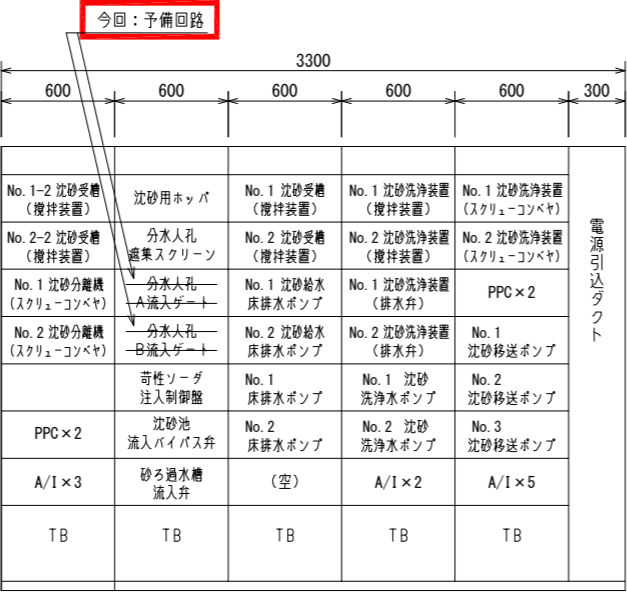 今回：予備回路
3300
600 600 600 600 600 300
No.1-2 沈砂受槽
（攪拌装置）
沈砂用ホッパ
No.1 沈砂受槽
（攪拌装置）
No.1 沈砂洗浄装置
（攪拌装置）
No.1 沈砂洗浄装置
（スクリューコンベヤ）
No.2-2 沈砂受槽
（攪拌装置）
分水人孔
遮集スクリーン
No.2 沈砂受槽
（攪拌装置）
No.2 沈砂洗浄装置
（攪拌装置）
No.2 沈砂洗浄装置
（スクリューコンベヤ）
No.1 沈砂分離機
（スクリューコンベヤ）
分水人孔
A流入ゲート
No.1 沈砂給水
床排水ポンプ
No.1 沈砂洗浄装置
（排水弁）
PPC×2
No.2 沈砂分離機
（スクリューコンベヤ）
分水人孔
B流入ゲート
No.2 沈砂給水
床排水ポンプ
No.2 沈砂洗浄装置
（排水弁）
No.1
沈砂移送ポンプ
苛性ソーダ
注入制御盤
No.1
床排水ポンプ
No.1 沈砂
洗浄水ポンプ
No.2
沈砂移送ポンプ
PPC×2
沈砂池
流入バイパス弁
No.2
床排水ポンプ
No.2 沈砂
洗浄水ポンプ
No.3
沈砂移送ポンプ
A/I×3
砂ろ過水槽
流入弁
（空）
A/I×2
A/I×5
TB TB TB TB TB
電源引込ダクト